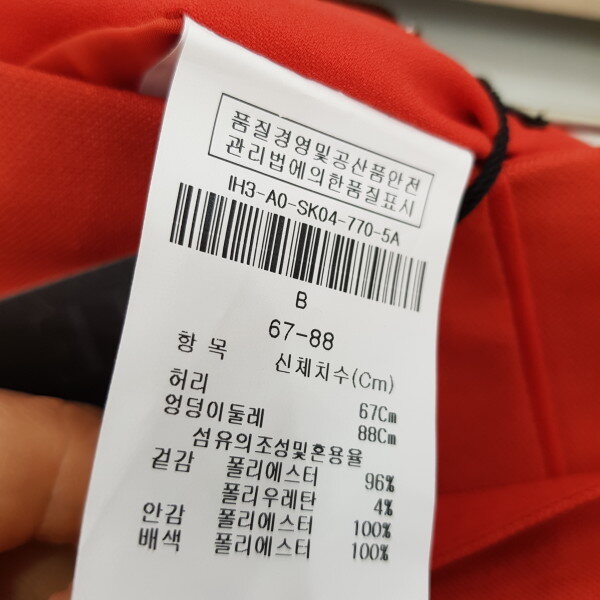 품질경영및공산품안전
관리법에의한품질표시
IH3-A0-SK04-770-5A
B
67-88
항 목 신체치수(Cm)
허리 67Cm
엉덩이둘레 88Cm
섬유의조성및혼용율
겉감 폴리에스터 96%
폴리우레탄 4%
안감 폴리에스터 100%
배색 폴리에스터 100%